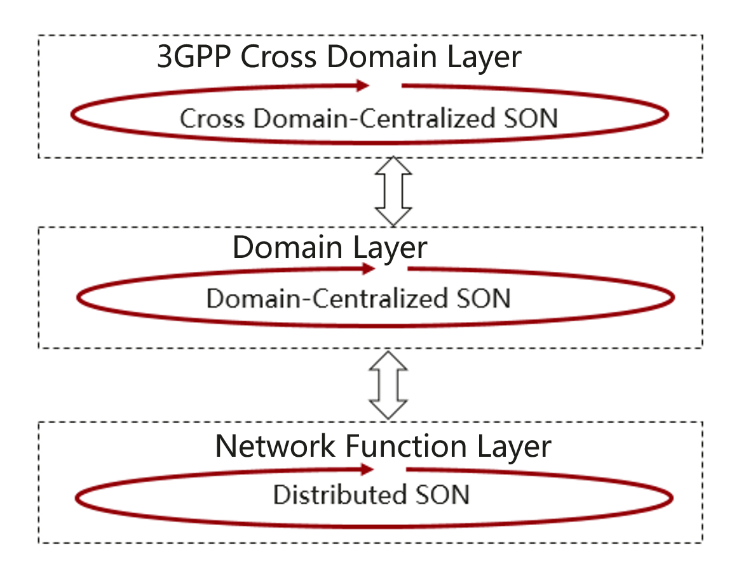 3GPP Cross Domain Layer
Cross Domain-Centralized SON
Domain Layer
Domain-Centralized SON
Network Function Layer
Distributed SON